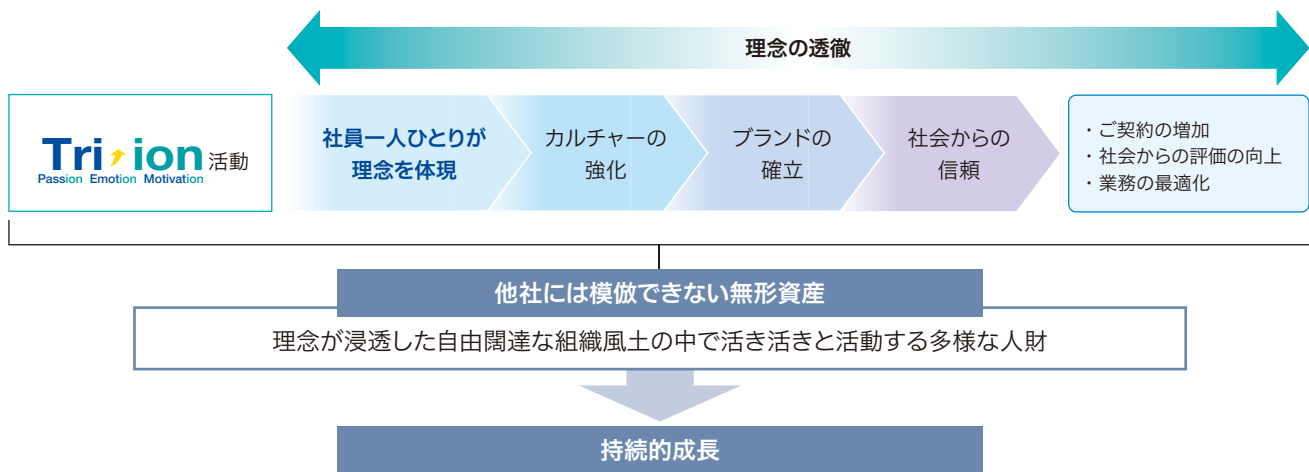 理念の透徹
Tri ion 活動
Passion Emotion Motivation
社員一人ひとりが
理念を体現
カルチャーの
強化
ブランドの
確立
社会からの
信頼
・ご契約の増加
・社会からの評価の向上
・業務の最適化
他社には模倣できない無形資産
理念が浸透した自由闊達な組織風土の中で活き活きと活動する多様な人財
持続的成長